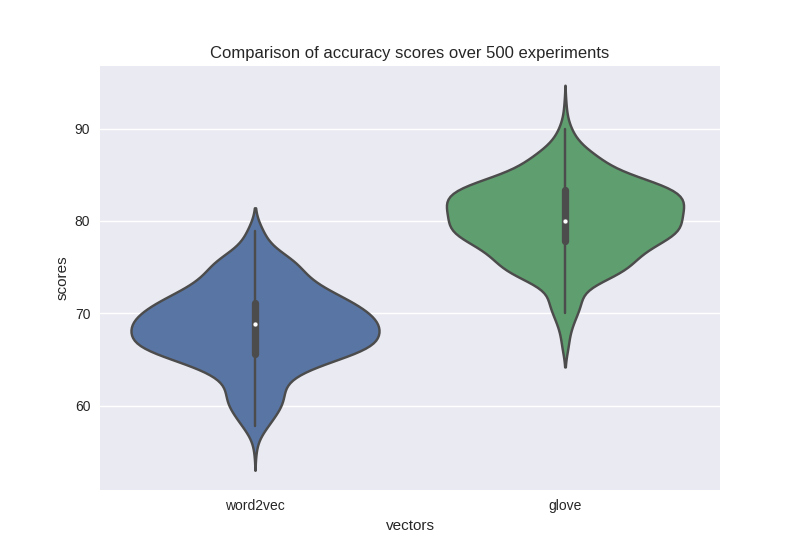 Comparison of accuracy scores over 500 experiments
90
80
70
60
scores
word2vec
glove
vectors